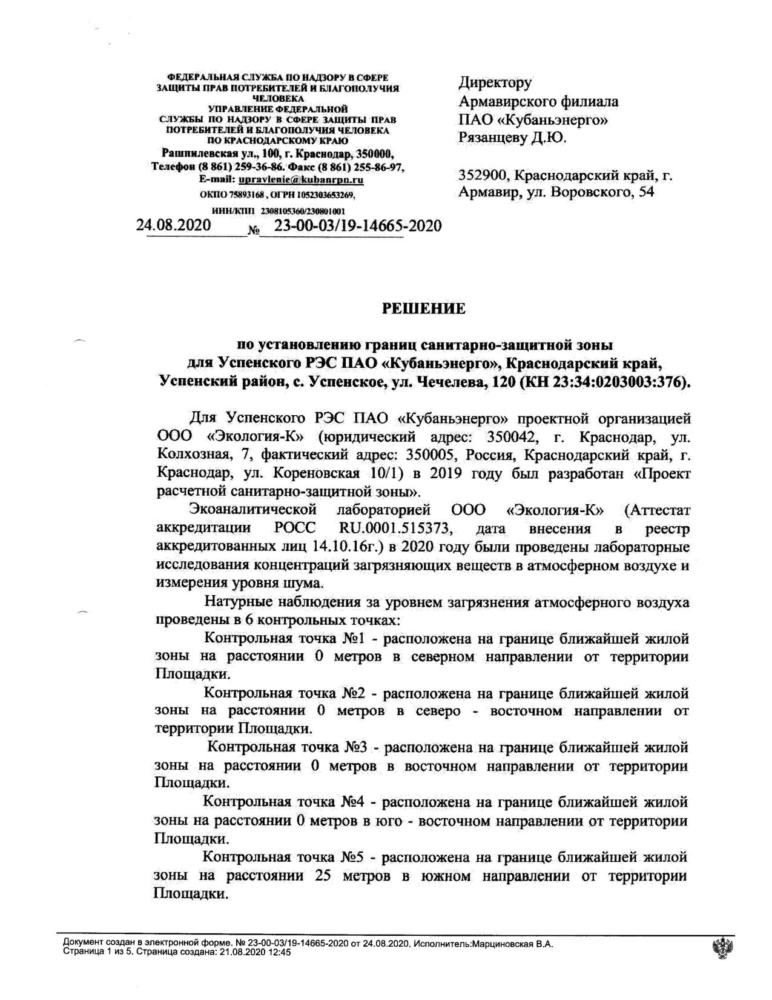 ФЕДЕРАЛЬНАЯ СЛУЖБА ПО НАДЗОРУ В СФЕРЕ
ЗАЩИТЫ ПРАВ ПОТРЕБИТЕЛЕЙ И БЛАГОПОЛУЧИЯ
ЧЕЛОВЕКА
УПРАВЛЕНИЕ ФЕДЕРАЛЬНОЙ
СЛУЖБЫ ПО НАДЗОРУ В СФЕРЕ ЗАЩИТЫ ПРАВ
ПОТРЕБИТЕЛЕЙ И БЛАГОПОЛУЧИЯ ЧЕЛОВЕКА
ПО КРАСНОДАРСКОМУ КРАЮ
Рашпилевская ул., 100, г. Краснодар, 350000,
Телефон (8 861) 259-36-86. Факс (8 861) 255-86-97,
E-mail: upravlenie@kubanrpn.ru
ОКПО 75893168 , ОГРН 1052303653269,
ИНН/КПП 2308105360/230801001
24.08.2020 № 23-00-03/19-14665-2020
Директору
Армавирского филиала
ПАО «Кубаньэнерго»
Рязанцеву Д.Ю.
352900, Краснодарский край, г.
Армавир, ул. Воровского, 54
РЕШЕНИЕ
по установлению границ санитарно-защитной зоны
для Успенского РЭС ПАО «Кубаньэнерго», Краснодарский край,
Успенский район, с. Успенское, ул. Чечелева, 120 (КН 23:34:0203003:376).
Для Успенского РЭС ПАО «Кубаньэнерго» проектной организацией
ООО «Экология-К» (юридический адрес: 350042, г. Краснодар, ул.
Колхозная, 7, фактический адрес: 350005, Россия, Краснодарский край, г.
Краснодар, ул. Кореновская 10/1) в 2019 году был разработан «Проект
расчетной санитарно-защитной зоны».
Экоаналитической лабораторией ООО «Экология-К» (Аттестат
аккредитации РОСС RU.0001.515373, дата внесения в реестр
аккредитованных лиц 14.10.16г.) в 2020 году были проведены лабораторные
исследования концентраций загрязняющих веществ в атмосферном воздухе и
измерения уровня шума.
Натурные наблюдения за уровнем загрязнения атмосферного воздуха
проведены в 6 контрольных точках:
Контрольная точка №1 - расположена на границе ближайшей жилой
зоны на расстоянии 0 метров в северном направлении от территории
Площадки.
Контрольная точка №2 - расположена на границе ближайшей жилой
зоны на расстоянии 0 метров в северо - восточном направлении от
территории Площадки.
Контрольная точка №3 - расположена на границе ближайшей жилой
зоны на расстоянии 0 метров в восточном направлении от территории
Площадки.
Контрольная точка №4 - расположена на границе ближайшей жилой
зоны на расстоянии 0 метров в юго - восточном направлении от территории
Площадки.
Контрольная точка №5 - расположена на границе ближайшей жилой
зоны на расстоянии 25 метров в южном направлении от территории
Площадки.
Документ создан в электронной форме. № 23-00-03/19-14665-2020 от 24.08.2020. Исполнитель:Марциновская В.А.
Страница 1 из 5. Страница создана: 21.08.2020 12:45